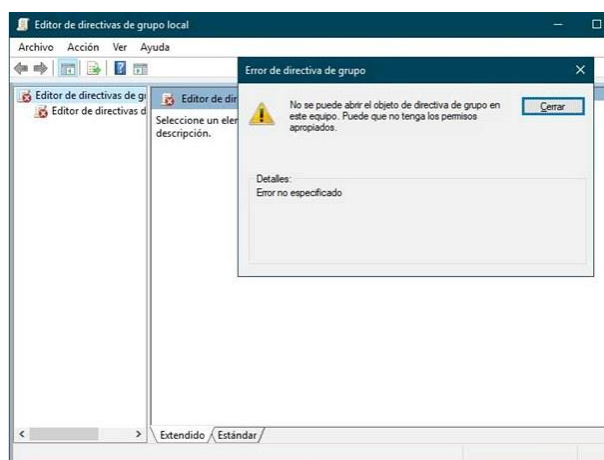 Editor de directivas de grupo local
Archivo Acción Ver Ayuda
Editor de directivas de g
Editor de directivas d
Editor de dir
Seleccione un eler
descripción.
Error de directiva de grupo
No se puede abrir el objeto de directiva de grupo en
este equipo. Puede que no tenga los permisos
apropiados.
Cerrar
Detalles:
Error no especificado
Extendido Estándar